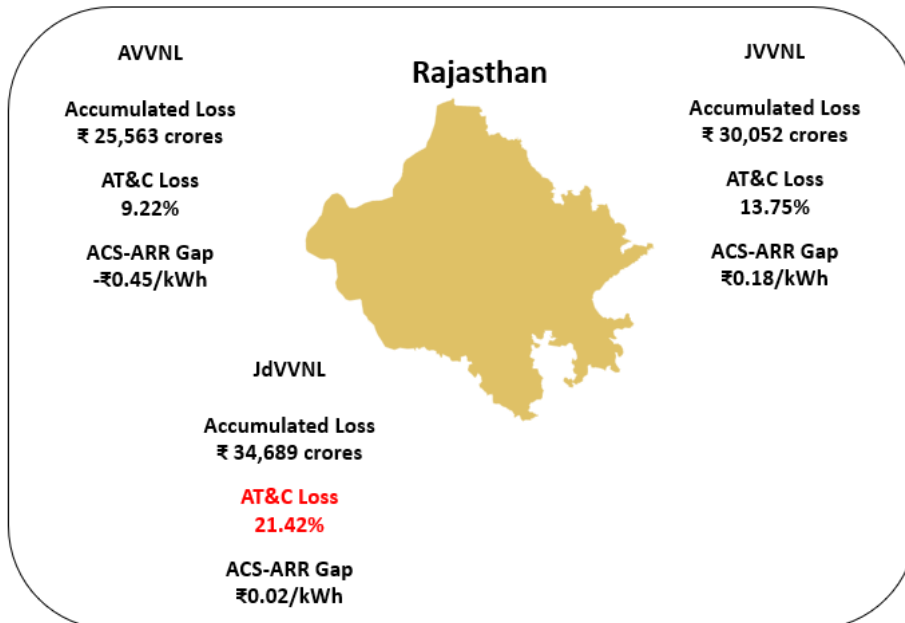 AVVNL
Accumulated Loss
₹ 25,563 crores
AT&C Loss
9.22%
ACS-ARR Gap
-₹0.45/kWh
Rajasthan
JVVNL
Accumulated Loss
₹ 30,052 crores
AT&C Loss
13.75%
ACS-ARR Gap
₹0.18/kWh
JdVVNL
Accumulated Loss
₹ 34,689 crores
AT&C Loss
21.42%
ACS-ARR Gap
₹0.02/kWh